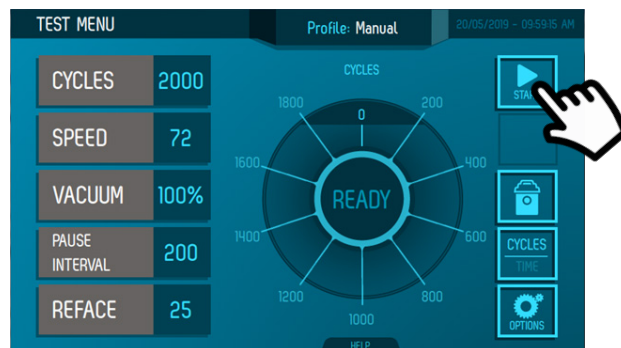 TEST MENU
Profile: Manual
20/05/2019 - 09:59:15 AM
CYCLES 2000
SPEED 72
VACUUM 100%
PAUSE INTERVAL 200
REFACE 25
CYCLES
0
200
400
600
800
1000
1200
1400
1600
1800
READY
CYCLES
TIME
OPTIONS
HELP